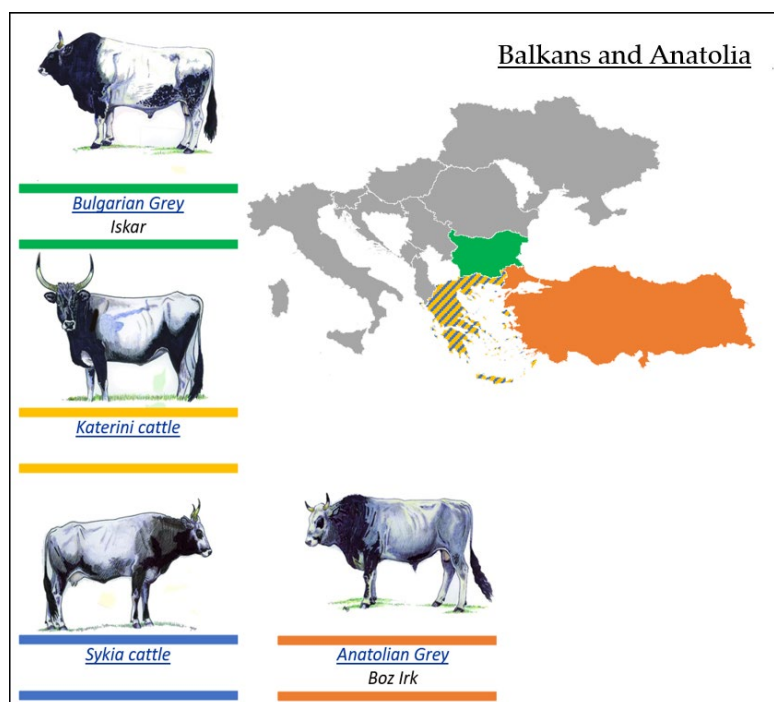 Balkans and Anatolia
Bulgarian Grey
Iskar
Katerini cattle
Sykia cattle
Anatolian Grey
Boz Irk